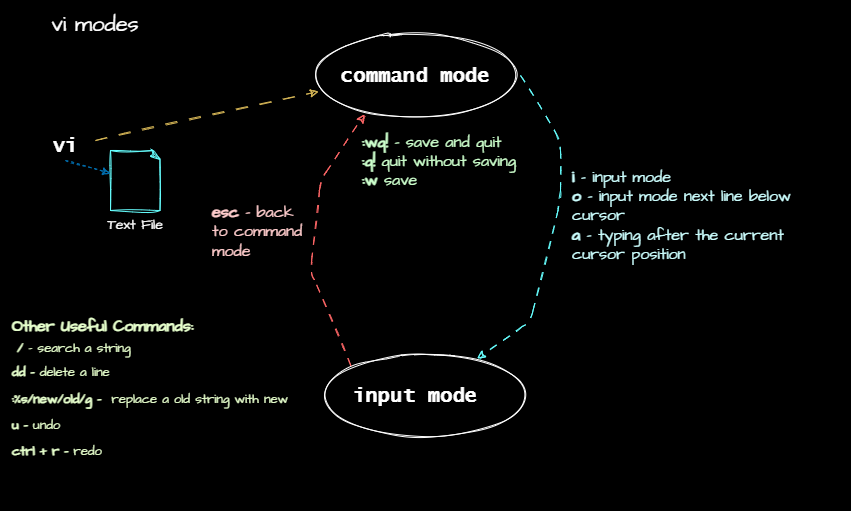 vi modes
command mode
vi
Text File
:wq! - save and quit
:q! quit without saving
:w save
i - input mode
o - input mode next line below
cursor
a - typing after the current
cursor position
esc - back
to command
mode
input mode
Other Useful Commands:
/ - search a string
dd - delete a line
:%s/new/old/g - replace a old string with new
u - undo
ctrl + r - redo